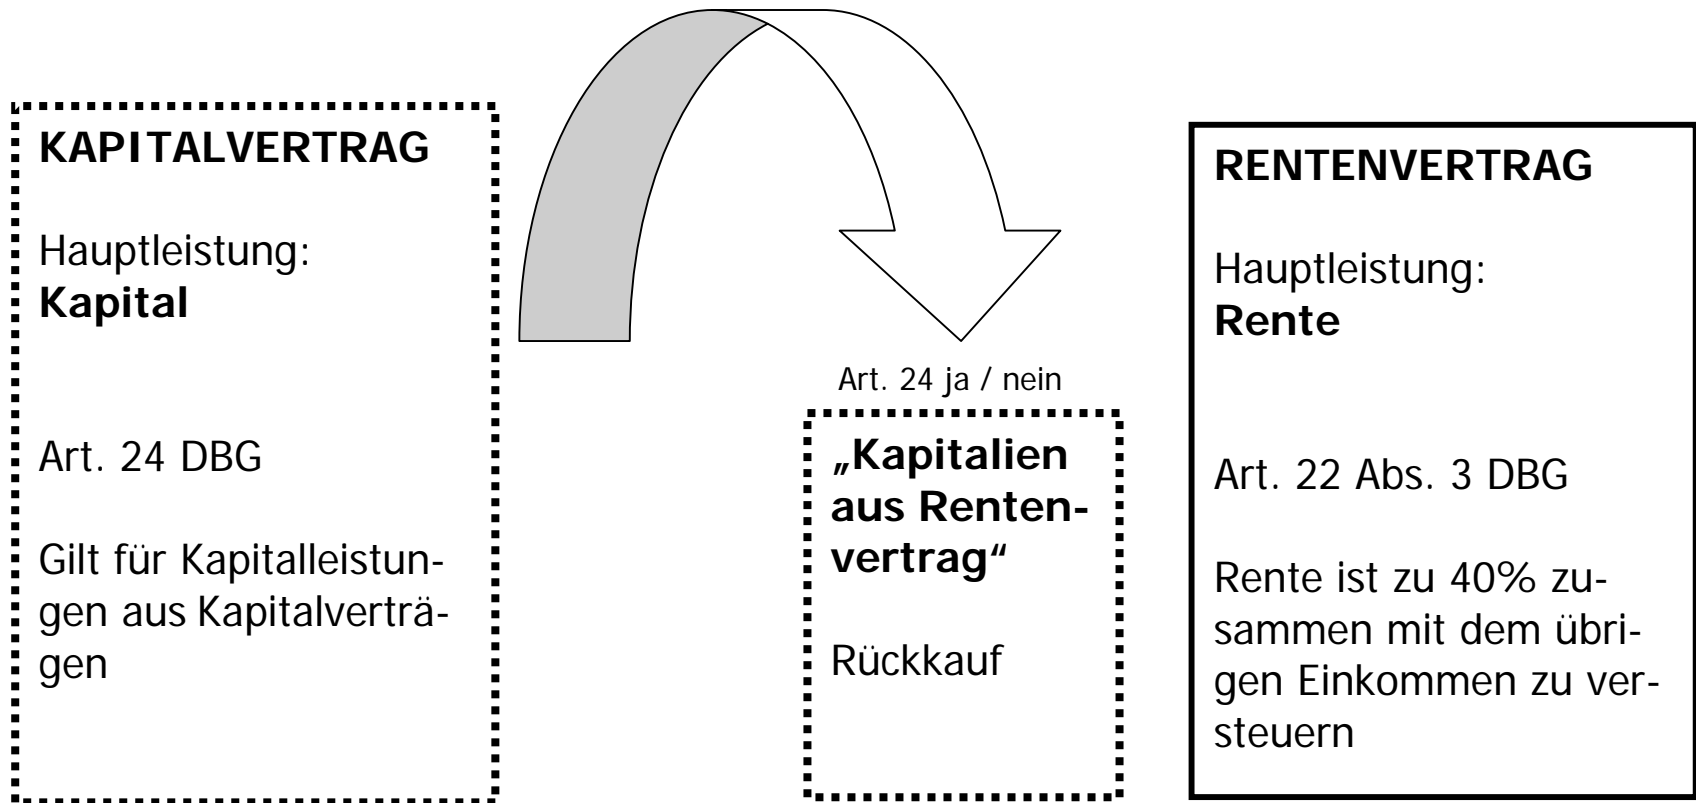 KAPITALVERTRAG
Hauptleistung:
Kapital
Art. 24 DBG
Gilt für Kapitalleistun-
gen aus Kapitalverträ-
gen
Art. 24 ja / nein
„Kapitalien
aus Renten-
vertrag“
Rückkauf
RENTENVERTRAG
Hauptleistung:
Rente
Art. 22 Abs. 3 DBG
Rente ist zu 40% zu-
sammen mit dem übri-
gen Einkommen zu ver-
steuern